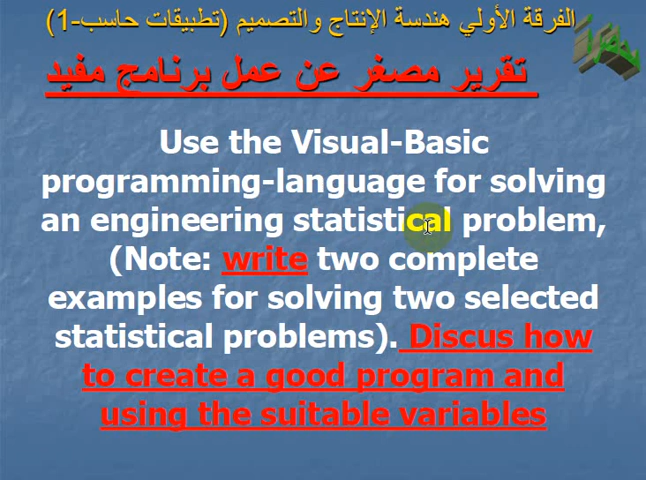 الفرقة الأولي هندسة الإنتاج والتصميم (تطبيقات حاسب-1)
تقرير مصغر عن عمل برنامج مفيد
Use the Visual-Basic
programming-language for solving
an engineering statistical problem,
(Note: write two complete
examples for solving two selected
statistical problems). Discus how
to create a good program and
using the suitable variables